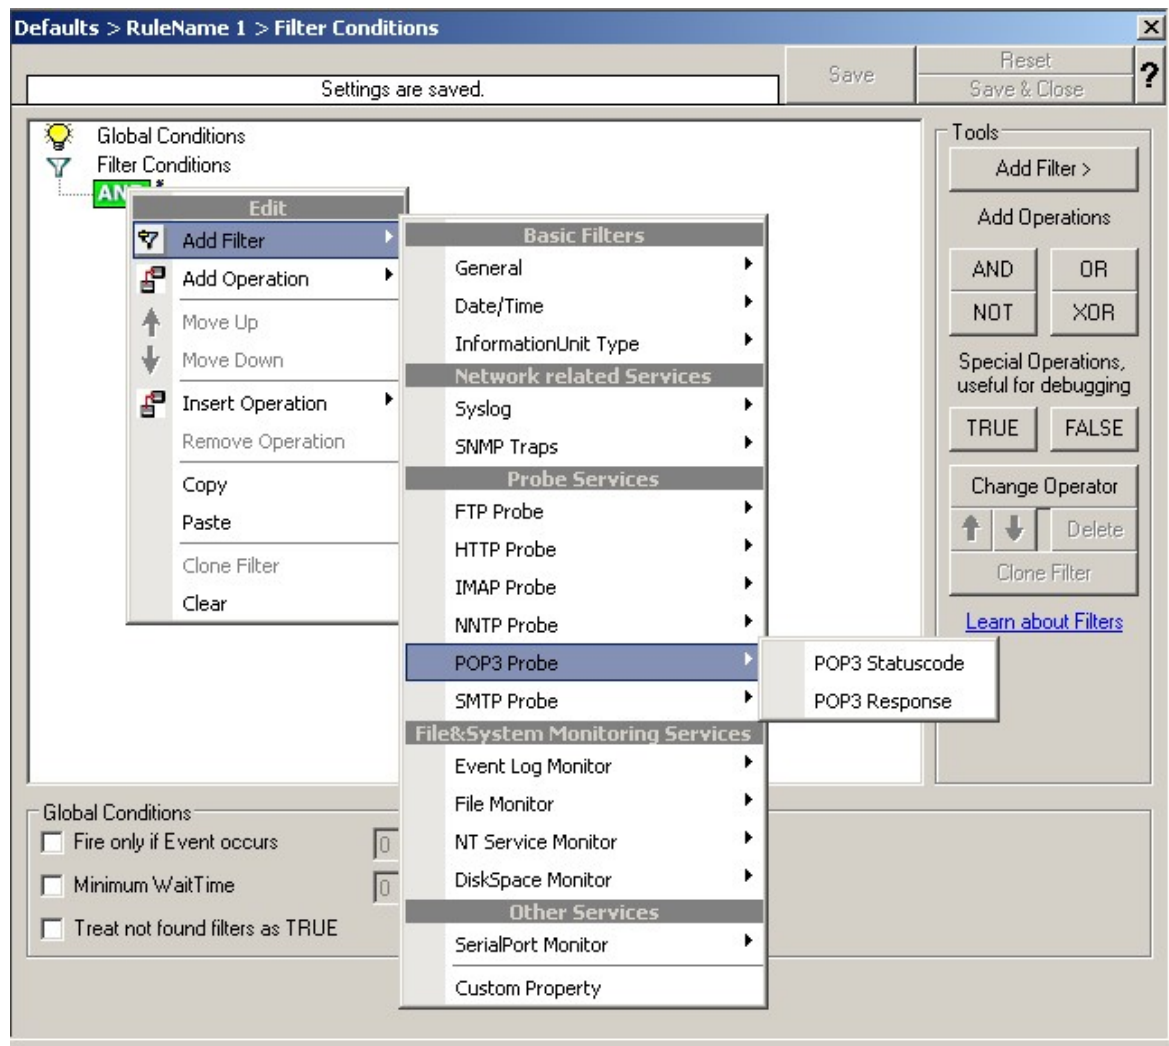 Defaults > RuleName 1 > Filter Conditions
Settings are saved.
Save
Reset
Save & Close
?
Global Conditions
Filter Conditions
AND *
Edit
Add Filter
Add Operation
Move Up
Move Down
Insert Operation
Remove Operation
Copy
Paste
Clone Filter
Clear
Basic Filters
General
Date/Time
InformationUnit Type
Network related Services
Syslog
SNMP Traps
Probe Services
FTP Probe
HTTP Probe
IMAP Probe
NNTP Probe
POP3 Probe
SMTP Probe
File&System Monitoring Services
Event Log Monitor
File Monitor
NT Service Monitor
DiskSpace Monitor
Other Services
SerialPort Monitor
Custom Property
POP3 Statuscode
POP3 Response
Tools
Add Filter >
Add Operations
AND
OR
NOT
XOR
Special Operations,
useful for debugging
TRUE
FALSE
Change Operator
Delete
Clone Filter
Learn about Filters
Global Conditions
Fire only if Event occurs
0
Minimum WaitTime
0
Treat not found filters as TRUE